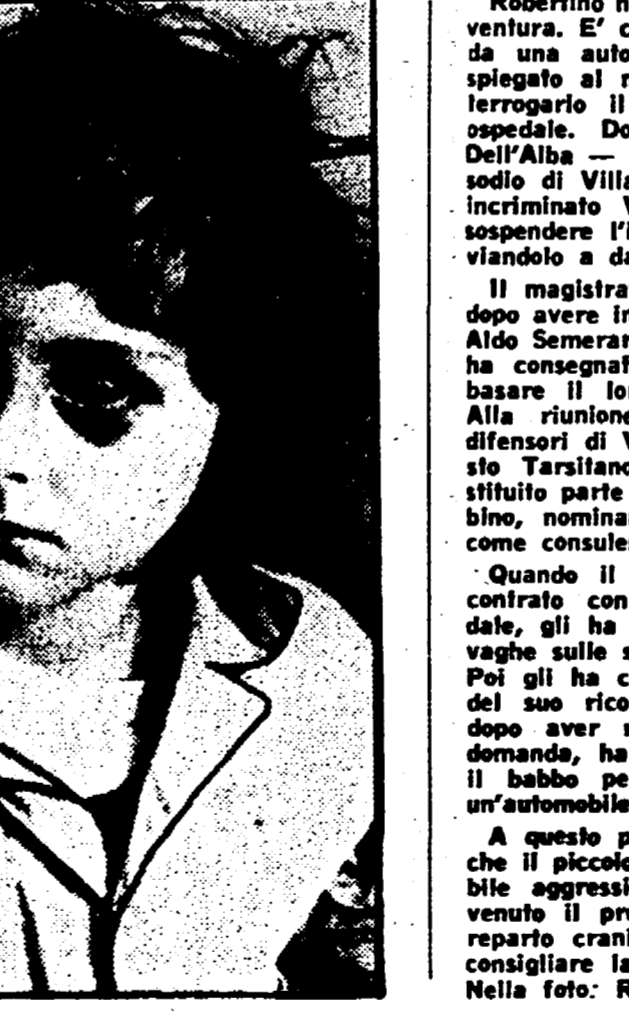 Robertino n
ventura. E' c
da una auto
spiegato al m
terrogarlo il
ospedale. Do
Dell'Alba —
sodio di Villa
incriminato V
sospendere l'i
viandolo a da
Il magistra
dopo avere in
Aldo Semerar
ha consegnat
basare il lo
Alla riunione
difensori di V
sto Tarsitano
stituito parte
bino, nomina
come consule
Quando il
contrato con
dale, gli ha
vaghe sulle s
Poi gli ha c
del suo rico
dopo aver s
domanda, ha
il babbo pe
un'automobile
A questo p
che il piccolo
bile aggressi
venuto il pr
reparto crani
consigliare la
Nella foto: R